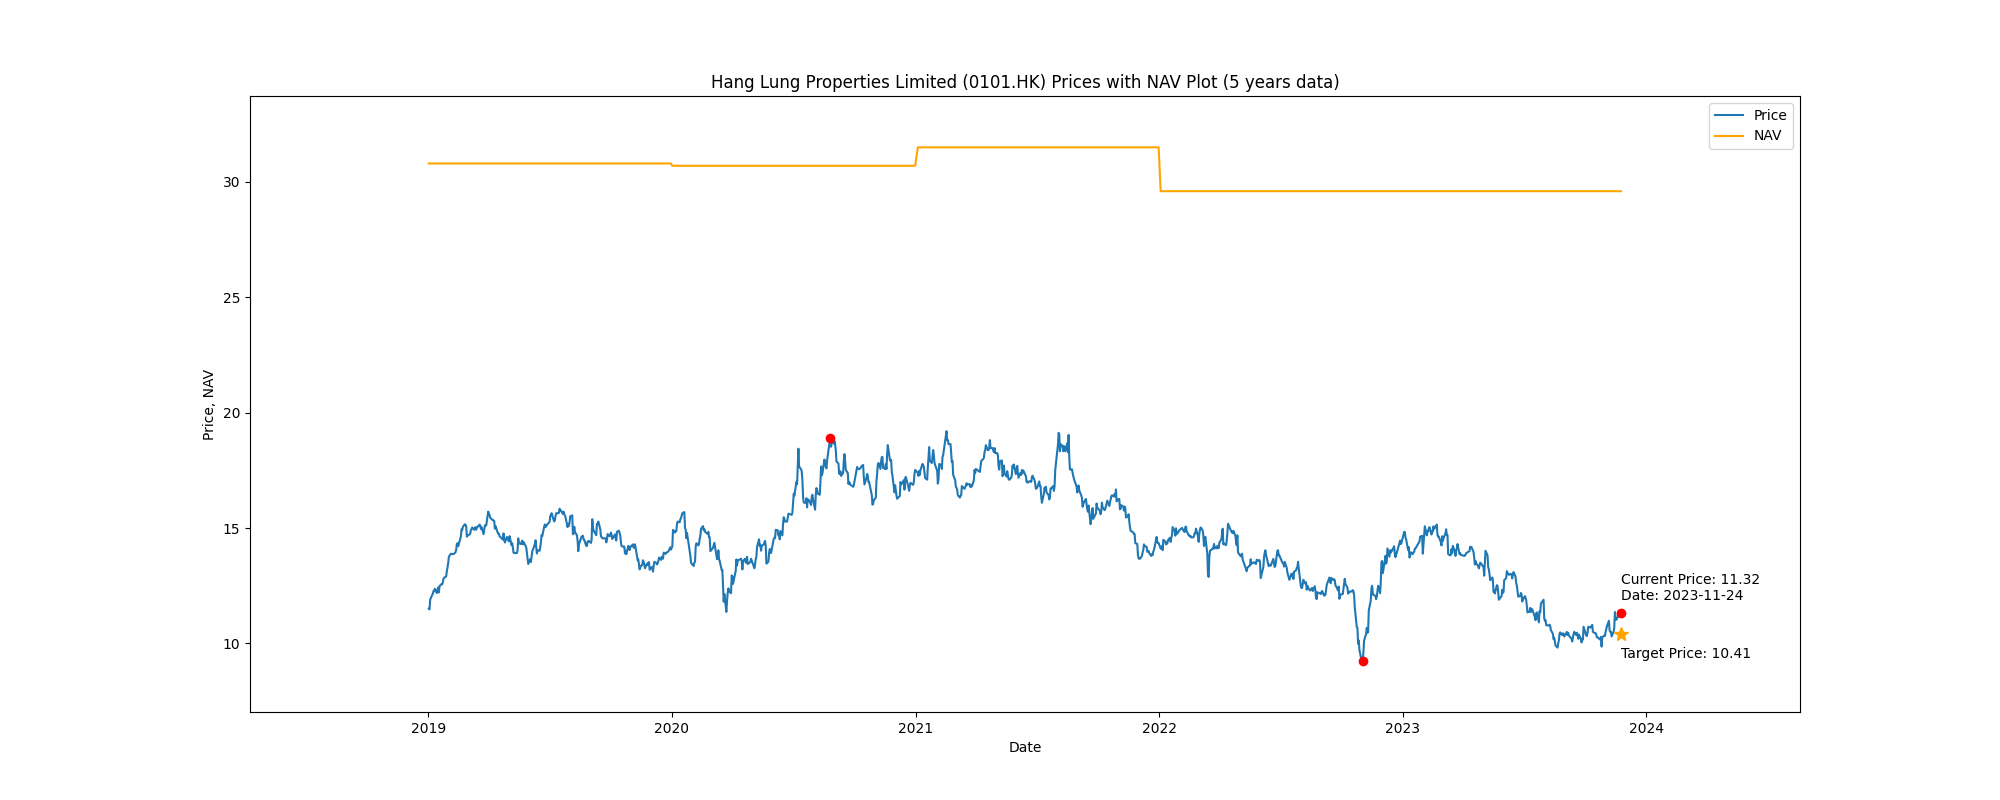 Hang Lung Properties Limited (0101.HK) Prices with NAV Plot (5 years data)
Price
NAV
30
25
20
15
10
Price, NAV
Current Price: 11.32
Date: 2023-11-24
Target Price: 10.41
2019
2020
2021
2022
2023
2024
Date